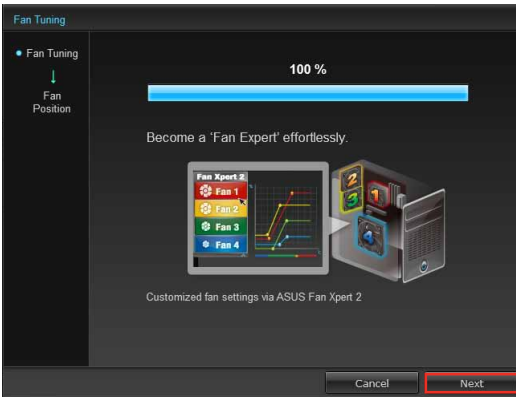 Fan Tuning
Fan Tuning
Fan
Position
100 %
Become a 'Fan Expert' effortlessly.
Fan Xpert 2
Fan 1
Fan 2
Fan 3
Fan 4
2
3
1
4
Customized fan settings via ASUS Fan Xpert 2
Cancel
Next